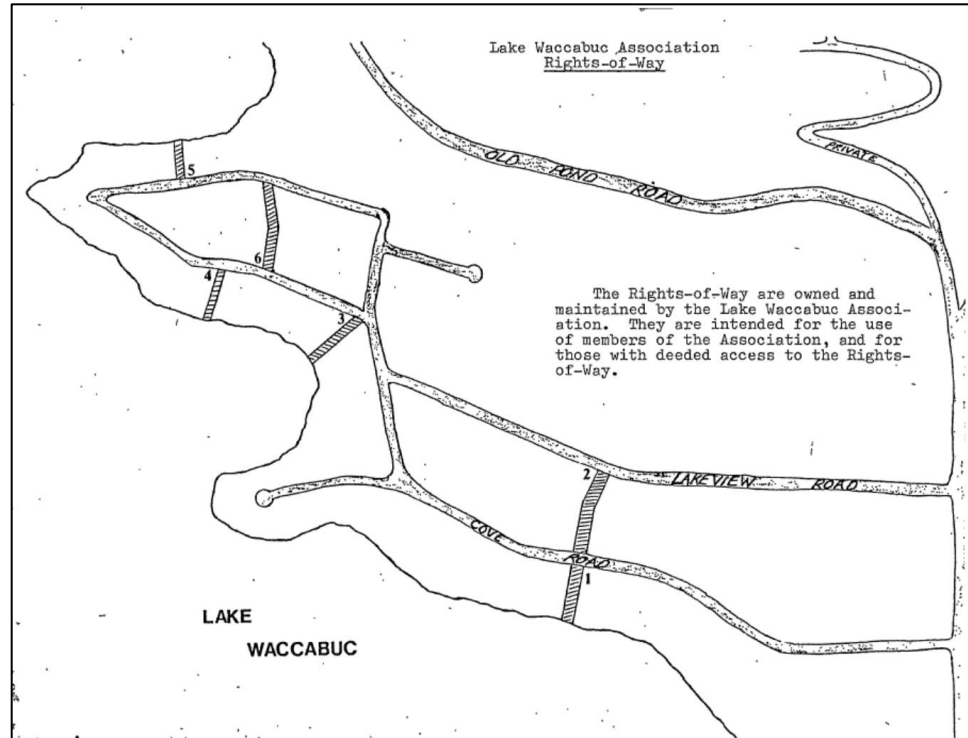 Lake Waccabuc Association
Rights-of-Way
OLD POND ROAD
PRIVATE
5
6
4
3
The Rights-of-Way are owned and
maintained by the Lake Waccabuc Associ-
ation. They are intended for the use
of members of the Association, and for
those with deeded access to the Rights-
of-Way.
2
LAKEVIEW ROAD
COVE ROAD
1
LAKE
WACCABUC